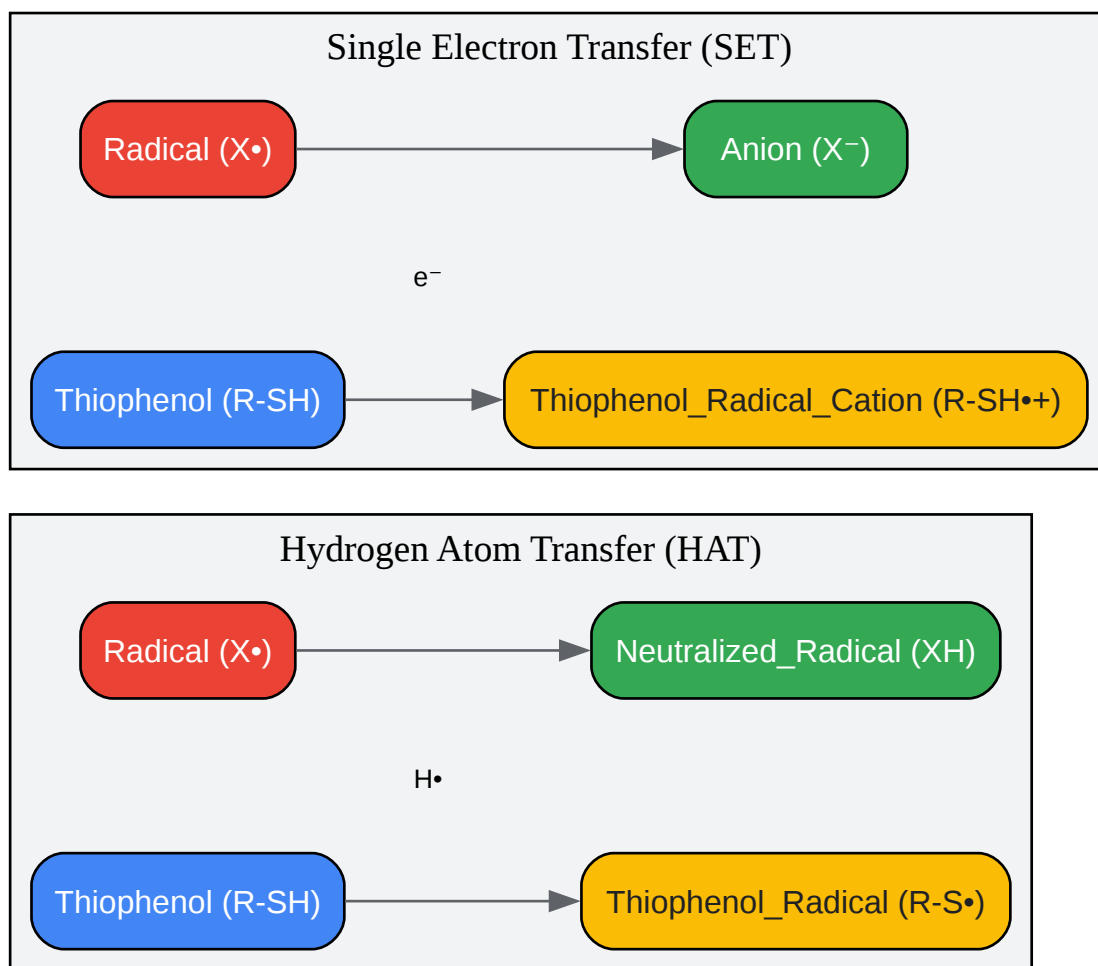 Single Electron Transfer (SET)
Radical (X•)
Anion (X⁻)
e⁻
Thiophenol (R-SH)
Thiophenol_Radical_Cation (R-SH•+)
Hydrogen Atom Transfer (HAT)
Radical (X•)
Neutralized_Radical (XH)
H•
Thiophenol (R-SH)
Thiophenol_Radical (R-S•)